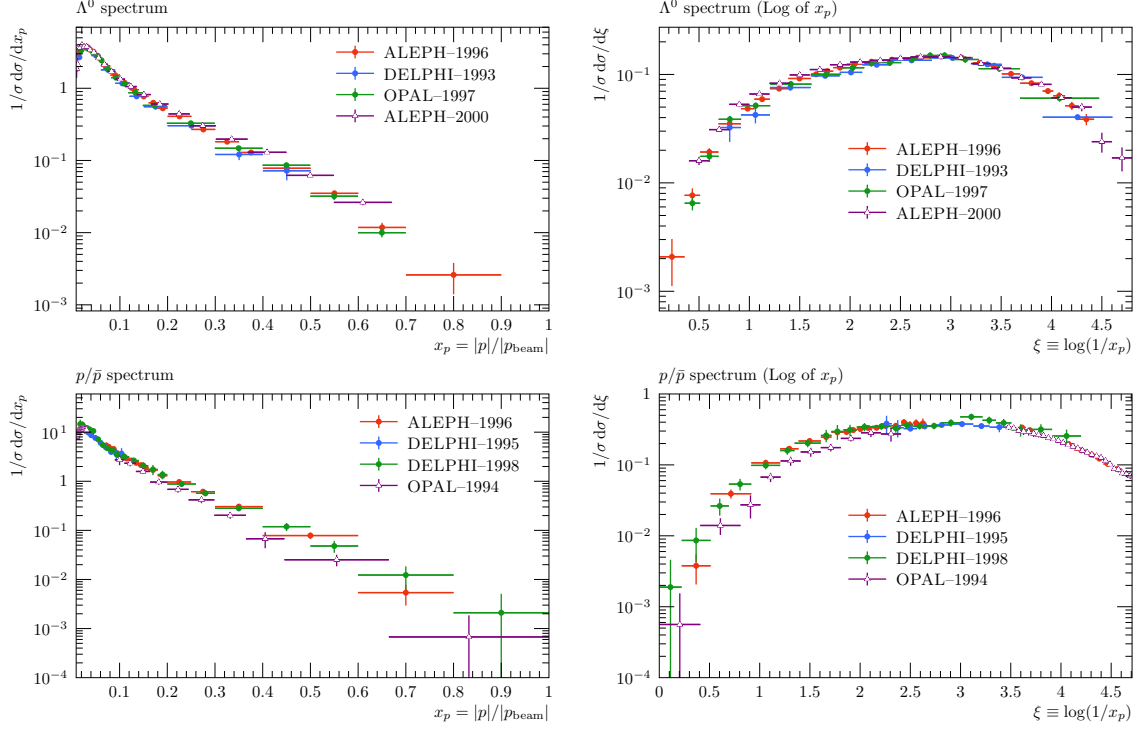 Λ⁰ spectrum
1/σ dσ/dx_p
ALEPH–1996
DELPHI–1993
OPAL–1997
ALEPH–2000
1
10⁻¹
10⁻²
10⁻³
0.1 0.2 0.3 0.4 0.5 0.6 0.7 0.8 0.9 1
x_p = |p|/|p_beam|
Λ⁰ spectrum (Log of x_p)
1/σ dσ/dξ
10⁻¹
10⁻²
10⁻³
ALEPH–1996
DELPHI–1993
OPAL–1997
ALEPH–2000
0.5 1 1.5 2 2.5 3 3.5 4 4.5
ξ ≡ log(1/x_p)
p/p̄ spectrum
1/σ dσ/dx_p
ALEPH–1996
DELPHI–1995
DELPHI–1998
OPAL–1994
10¹
1
10⁻¹
10⁻²
10⁻³
10⁻⁴
0.1 0.2 0.3 0.4 0.5 0.6 0.7 0.8 0.9 1
x_p = |p|/|p_beam|
p/p̄ spectrum (Log of x_p)
1/σ dσ/dξ
1
10⁻¹
10⁻²
10⁻³
10⁻⁴
ALEPH–1996
DELPHI–1995
DELPHI–1998
OPAL–1994
0 0.5 1 1.5 2 2.5 3 3.5 4 4.5
ξ ≡ log(1/x_p)